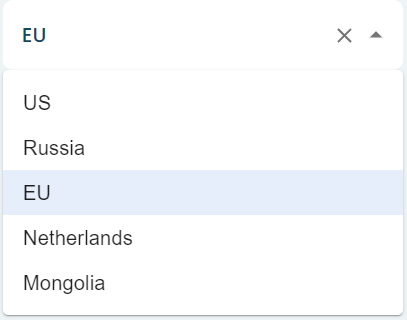 EU
US
Russia
EU
Netherlands
Mongolia